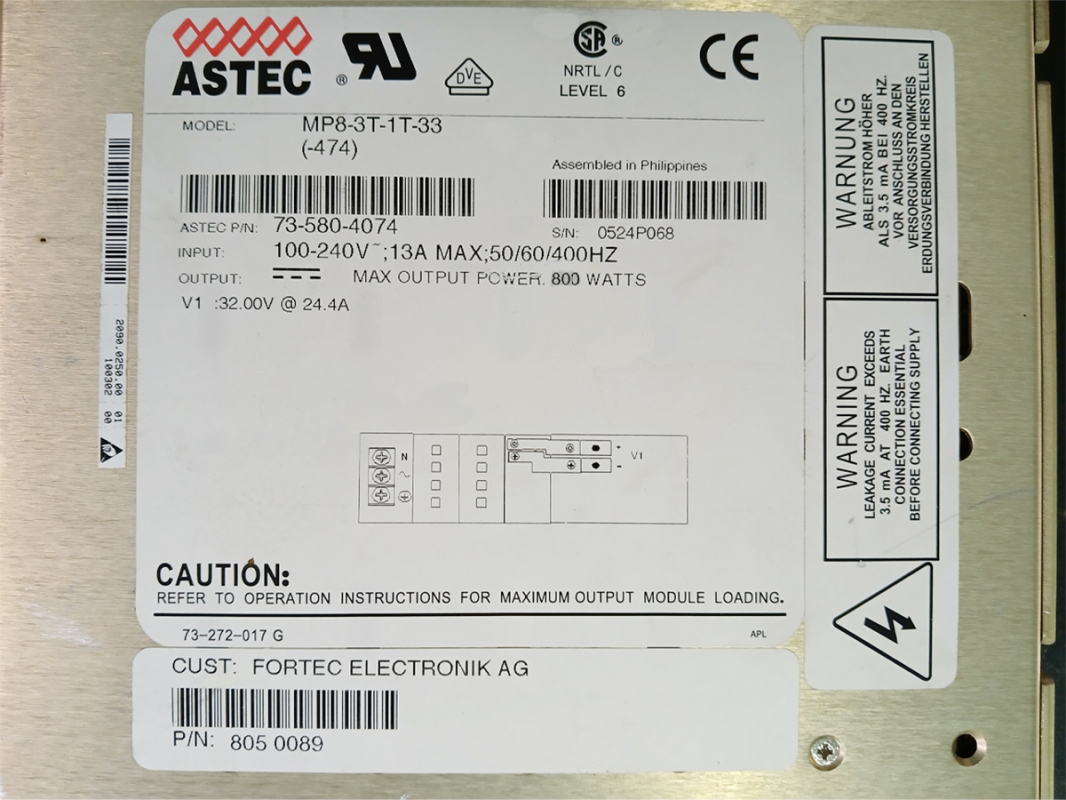 ASTEC
®
DVE
SA ®
NRTL/C
LEVEL 6
CE
MODEL: MP8-3T-1T-33
(-474)
Assembled in Philippines
ASTEC P/N: 73-580-4074
S/N: 0524P068
INPUT: 100-240V~;13A MAX;50/60/400HZ
OUTPUT: MAX OUTPUT POWER. 800 WATTS
V1 :32.00V @ 24.4A
N
~
+
V1
-
CAUTION:
REFER TO OPERATION INSTRUCTIONS FOR MAXIMUM OUTPUT MODULE LOADING.
73-272-017 G
APL
CUST: FORTEC ELECTRONIK AG
P/N: 805 0089
2090.0250.00 01
100302 00
WARNUNG
ABLEITSTROM HÖHER
ALS 3.5 mA BEI 400 HZ.
VOR ANSCHLUSS AN DEN
VERSORGUNGSSTROMKREIS
ERDUNGSVERBINDUNG HERSTELLEN
WARNING
LEAKAGE CURRENT EXCEEDS
3.5 mA AT 400 HZ. EARTH
CONNECTION ESSENTIAL
BEFORE CONNECTING SUPPLY